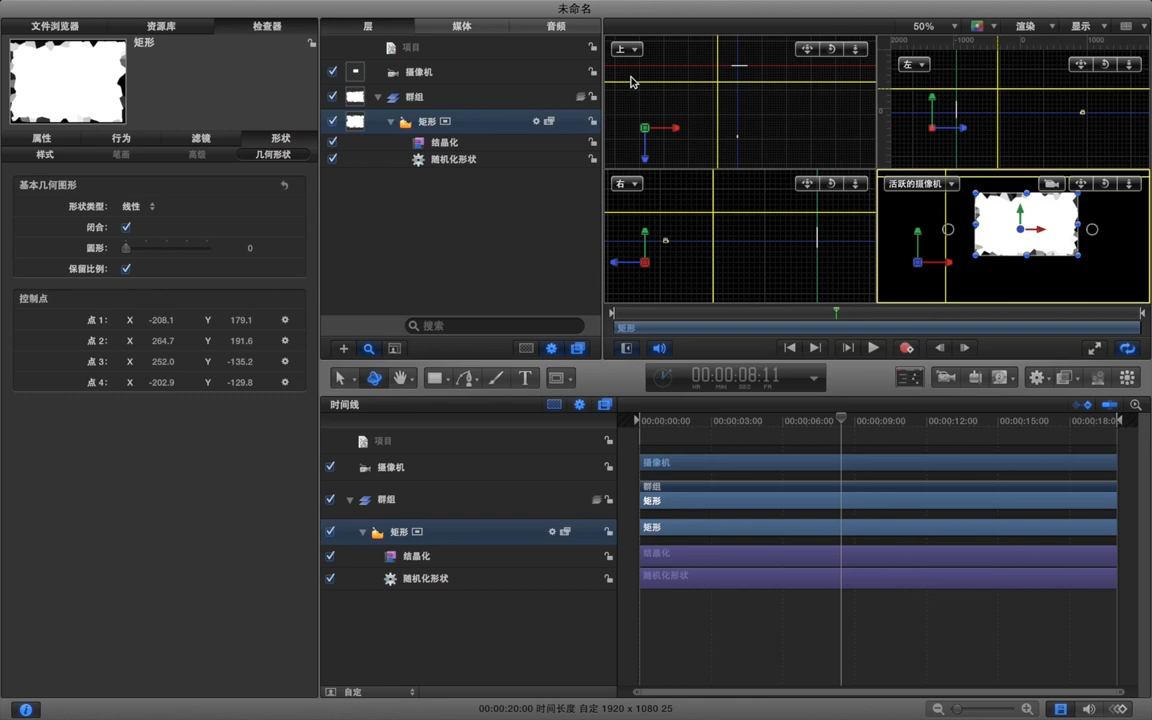 未命名
文件浏览器 资源库 检查器
矩形
属性 行为 滤镜 形状
样式 笔画 高级 几何形状
基本几何图形
形状类型: 线性
闭合:
圆形: 0
保留比例:
控制点
点 1: X -208.1 Y 179.1
点 2: X 264.7 Y 191.6
点 3: X 252.0 Y -135.2
点 4: X -202.9 Y -129.8
层 媒体 音频
项目
摄像机
群组
矩形
结晶化
随机化形状
搜索
50% 渲染 显示
上
2000 -1000 0 1000
左
右
活跃的摄像机
矩形
T
00:00:08:11
HR MIN SEC FR
时间线
00:00:00:00 00:00:03:00 00:00:06:00 00:00:09:00 00:00:12:00 00:00:15:00 00:00:18:0
项目
摄像机 摄像机
群组 群组
矩形
矩形 矩形
结晶化 结晶化
随机化形状 随机化形状
自定
00:00:20:00 时间长度 自定 1920 x 1080 25